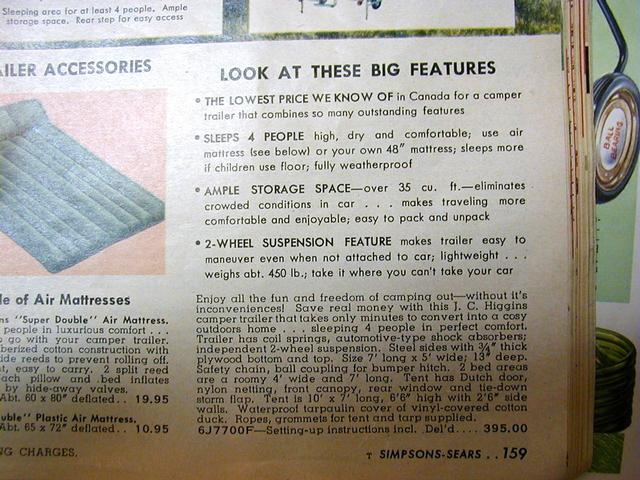 Sleeping area for at least 4 people. Ample
storage space. Rear step for easy access
AILER ACCESSORIES
LOOK AT THESE BIG FEATURES
• THE LOWEST PRICE WE KNOW OF in Canada for a camper
trailer that combines so many outstanding features
• SLEEPS 4 PEOPLE high, dry and comfortable; use air
mattress (see below) or your own 48" mattress; sleeps more
if children use floor; fully weatherproof
• AMPLE STORAGE SPACE—over 35 cu. ft.—eliminates
crowded conditions in car . . . makes traveling more
comfortable and enjoyable; easy to pack and unpack
• 2-WHEEL SUSPENSION FEATURE makes trailer easy to
maneuver even when not attached to car; lightweight . . .
weighs abt. 450 lb.; take it where you can't take your car
le of Air Mattresses
ns "Super Double" Air Mattress.
people in luxurious comfort . . .
o go with your camper trailer.
berized cotton construction with
ide reeds to prevent rolling off.
t, easy to carry. 2 split reed
ach pillow and bed inflates
by hide-away valves.
Abt. 60 x 80" deflated.. 19.95
uble" Plastic Air Mattress.
Abt. 65 x 72" deflated.. 10.95
NG CHARGES.
Enjoy all the fun and freedom of camping out—without it's
inconveniences! Save real money with this J. C. Higgins
camper trailer that takes only minutes to convert into a cosy
outdoors home . . . sleeping 4 people in perfect comfort.
Trailer has coil springs, automotive-type shock absorbers;
independent 2-wheel suspension. Steel sides with ¾" thick
plywood bottom and top. Size 7' long x 5' wide; 13" deep.
Safety chain, ball coupling for bumper hitch. 2 bed areas
are a roomy 4' wide and 7' long. Tent has Dutch door,
nylon netting, front canopy, rear window and tie-down
storm flap. Tent is 10' x 7' long, 6'6" high with 2'6" side
walls. Waterproof tarpaulin cover of vinyl-covered cotton
duck. Ropes, grommets for tent and tarp supplied.
6J7700F—Setting-up instructions incl. Del'd.... 395.00
T SIMPSONS-SEARS . . 159
BALL
BEARING